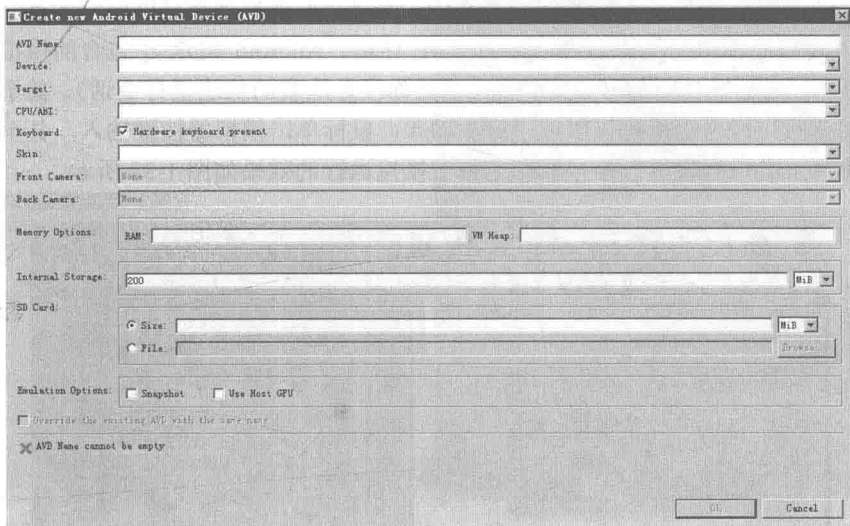 Create new Android Virtual Device (AVD)
AVD Name:
Device:
Target:
CPU/ABI:
Keyboard: Hardware keyboard present
Skin:
Front Camera: None
Back Camera: None
Memory Options: RAM: VM Heap:
Internal Storage: 200 MiB
SD Card:
Size: MiB
File: Browse...
Emulation Options: Snapshot Use Host GPU
Override the existing AVD with the same name
AVD Name cannot be empty
OK Cancel